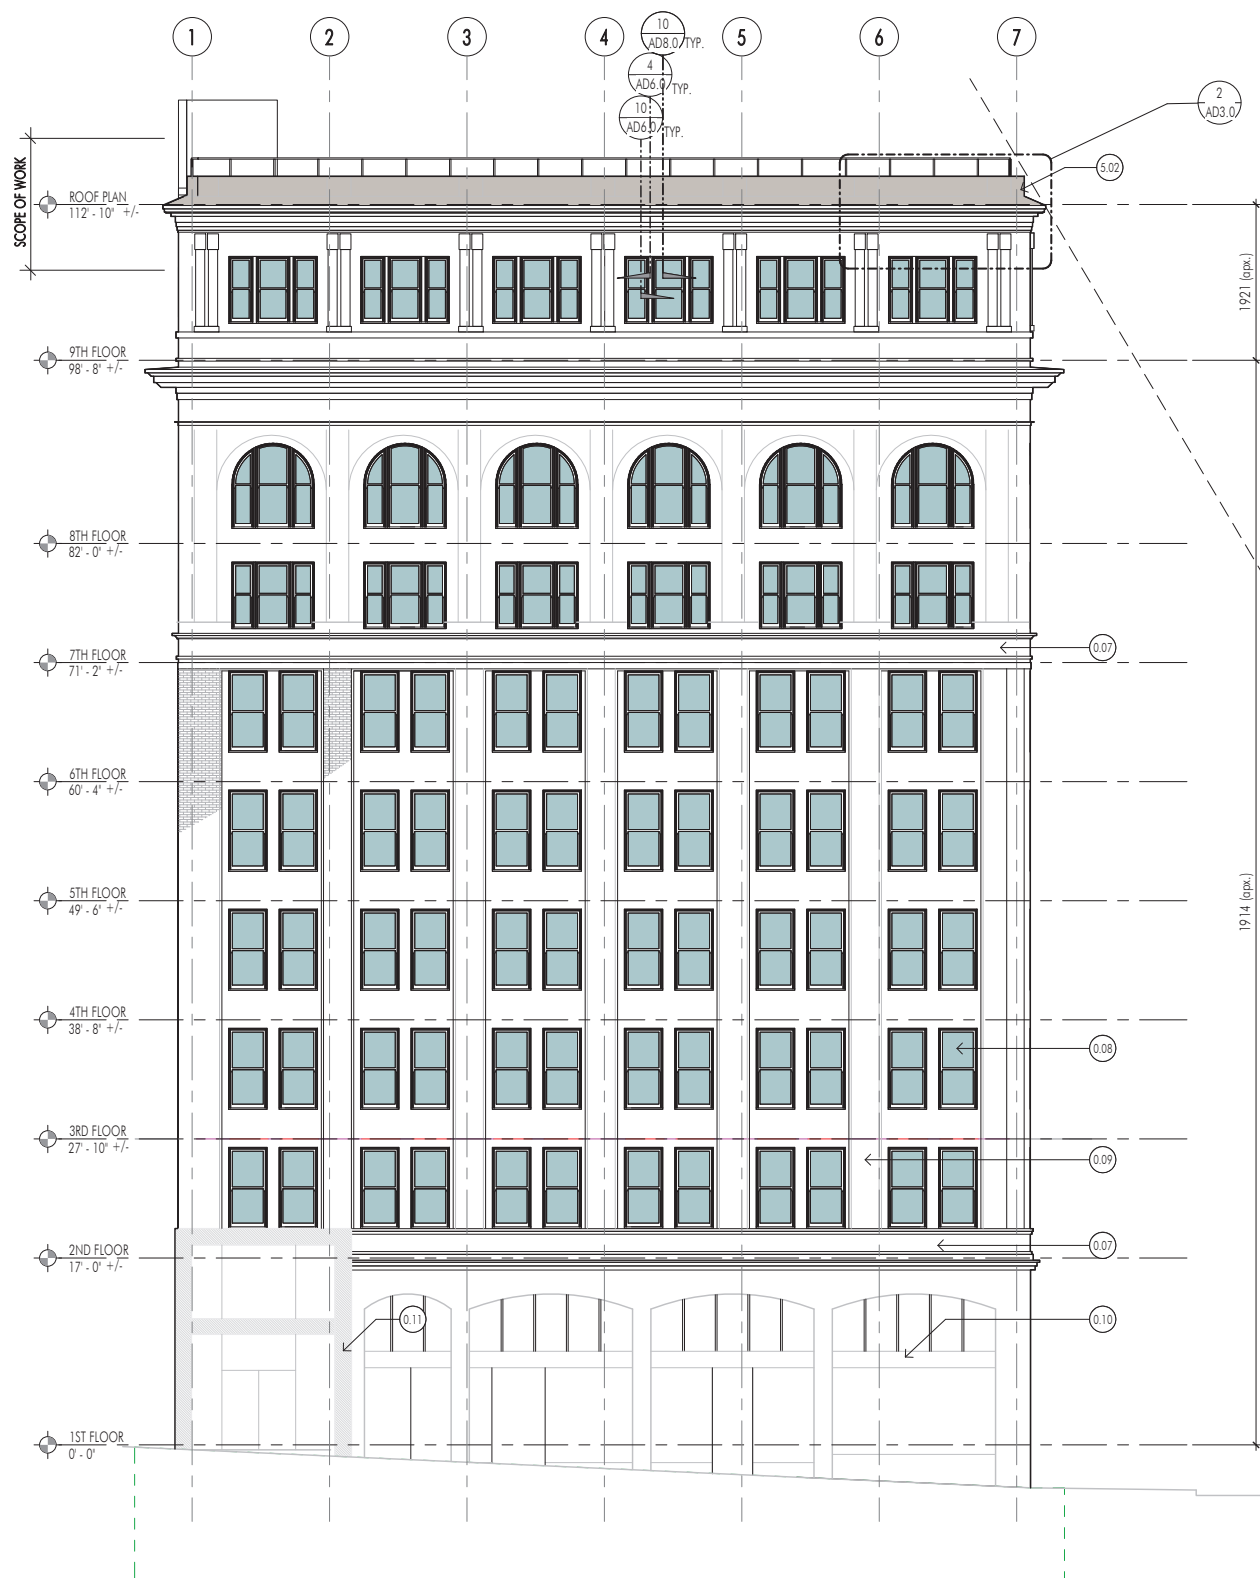 1
2
3
4
5
6
7
10
AD8.0
TYP.
4
AD6.0
TYP.
10
AD6.0
TYP.
2
AD3.0
5.02
SCOPE OF WORK
ROOF PLAN
112' - 10" +/-
1921 (apx.)
9TH FLOOR
98' - 8" +/-
8TH FLOOR
82' - 0" +/-
0.07
7TH FLOOR
71' - 2" +/-
6TH FLOOR
60' - 4" +/-
5TH FLOOR
49' - 6" +/-
1914 (apx.)
4TH FLOOR
38' - 8" +/-
0.08
3RD FLOOR
27' - 10" +/-
0.09
2ND FLOOR
17' - 0" +/-
0.07
0.11
0.10
1ST FLOOR
0' - 0"